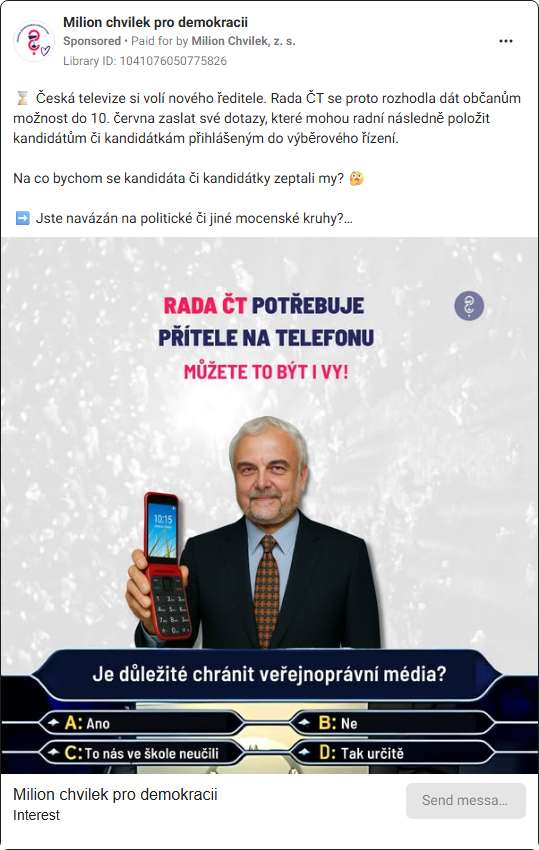 Milion chvilek pro demokracii
Sponsored • Paid for by Milion Chvilek, z. s.
Library ID: 1041076050775826
⏳ Česká televize si volí nového ředitele. Rada ČT se proto rozhodla dát občanům
možnost do 10. června zaslat své dotazy, které mohou radní následně položit
kandidátům či kandidátkám přihlášeným do výběrového řízení.
Na co bychom se kandidáta či kandidátky zeptali my? 🤔
➡️ Jste navázán na politické či jiné mocenské kruhy?...
RADA ČT POTŘEBUJE
PŘÍTELE NA TELEFONU
MŮŽETE TO BÝT I VY!
10:15
Je důležité chránit veřejnoprávní média?
A: Ano
B: Ne
C: To nás ve škole neučili
D: Tak určitě
Milion chvilek pro demokracii
Interest
Send messa...